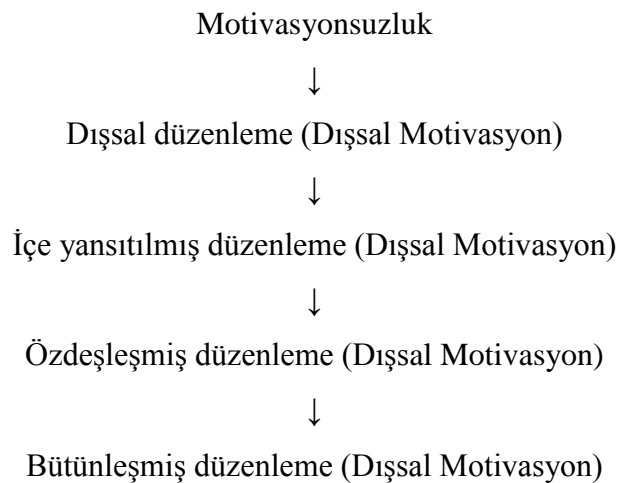 Motivasyonsuzluk
↓
Dışsal düzenleme (Dışsal Motivasyon)
↓
İçe yansıtılmış düzenleme (Dışsal Motivasyon)
↓
Özdeşleşmiş düzenleme (Dışsal Motivasyon)
↓
Bütünleşmiş düzenleme (Dışsal Motivasyon)